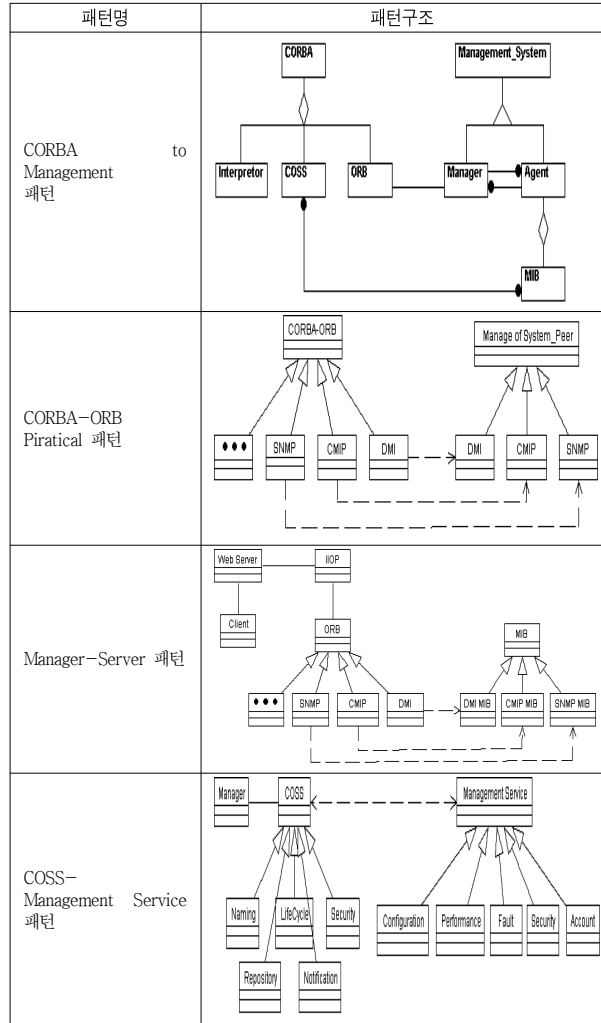 패턴명 패턴구조
CORBA to
Management
패턴
CORBA Management_System
Interpretor COSS ORB Manager Agent
MIB
CORBA-ORB
Piratical 패턴
CORBA-ORB Manage of System_Peer
••• SNMP CMIP DMI DMI CMIP SNMP
Manager-Server 패턴
Web Server IIOP
Client ORB MIB
••• SNMP CMIP DMI DMI MIB CMIP MIB SNMP MIB
COSS-
Management Service
패턴
Manager COSS Management Service
Naming LifeCycle Security Configuration Performance Fault Security Account
Repository Notification